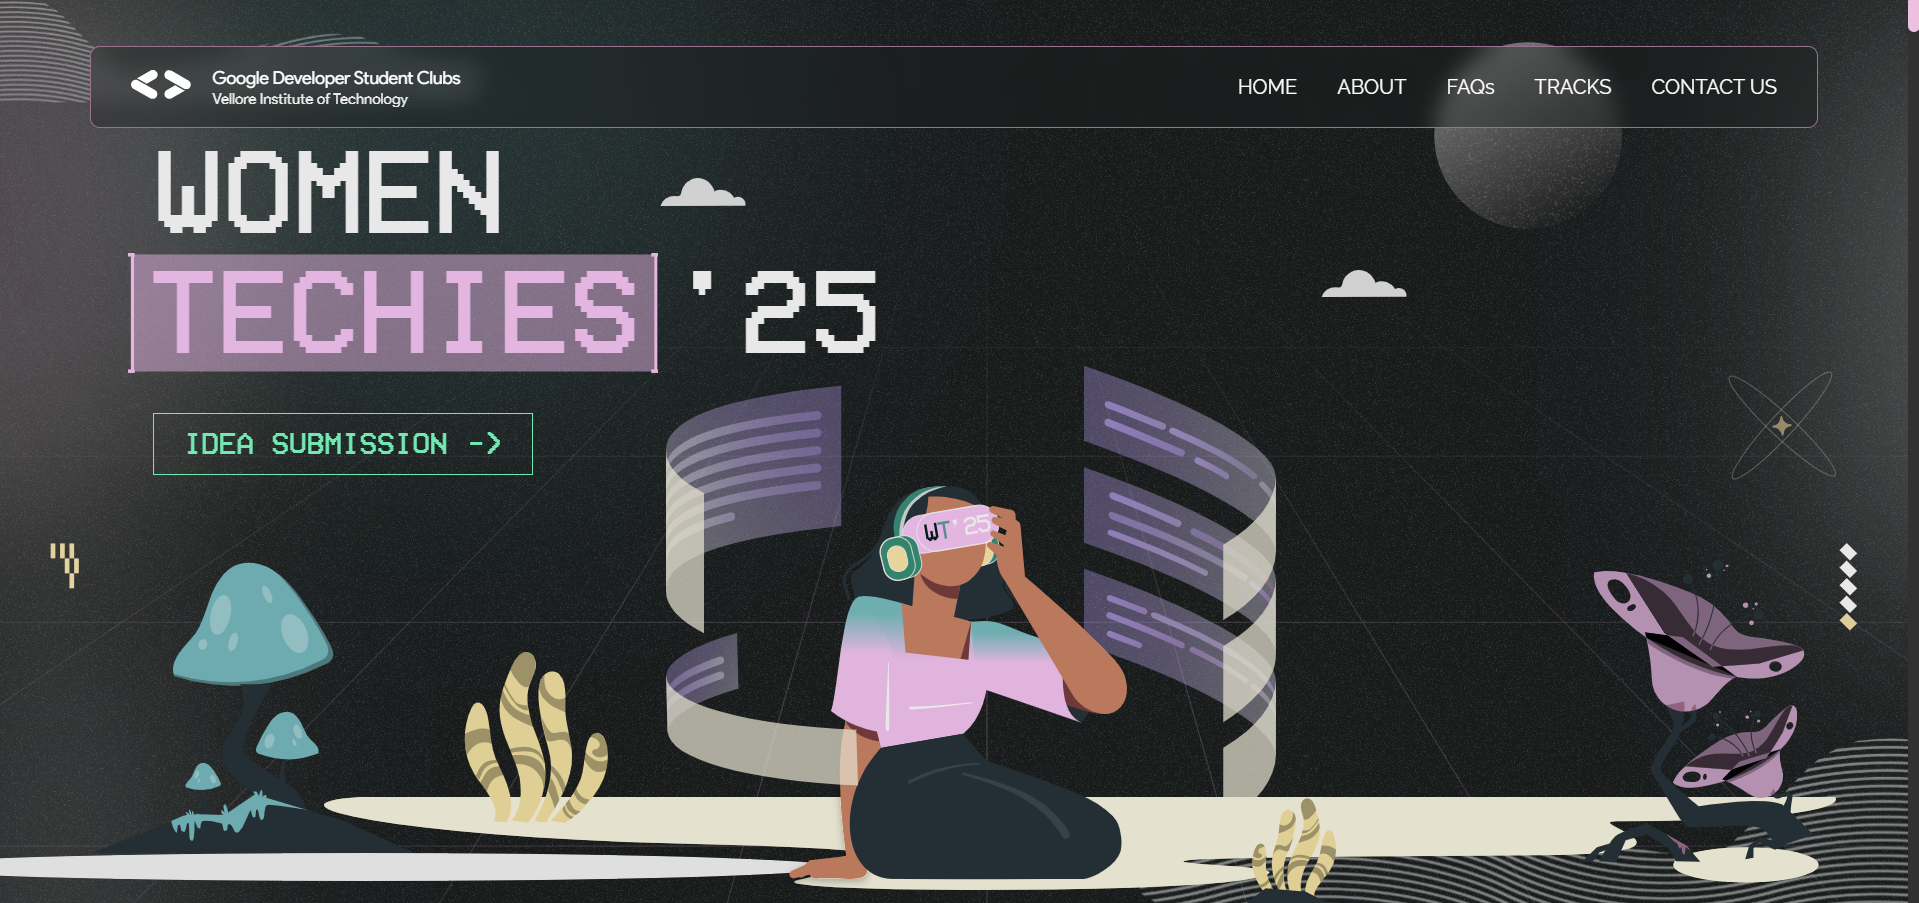 Google Developer Student Clubs
Vellore Institute of Technology
HOME ABOUT FAQs TRACKS CONTACT US
WOMEN
TECHIES '25
IDEA SUBMISSION ->
WT'25